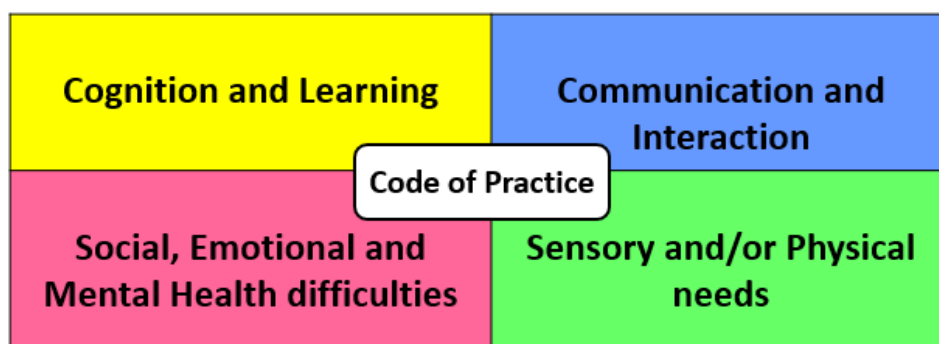 Cognition and Learning
Communication and
Interaction
Code of Practice
Social, Emotional and
Mental Health difficulties
Sensory and/or Physical
needs